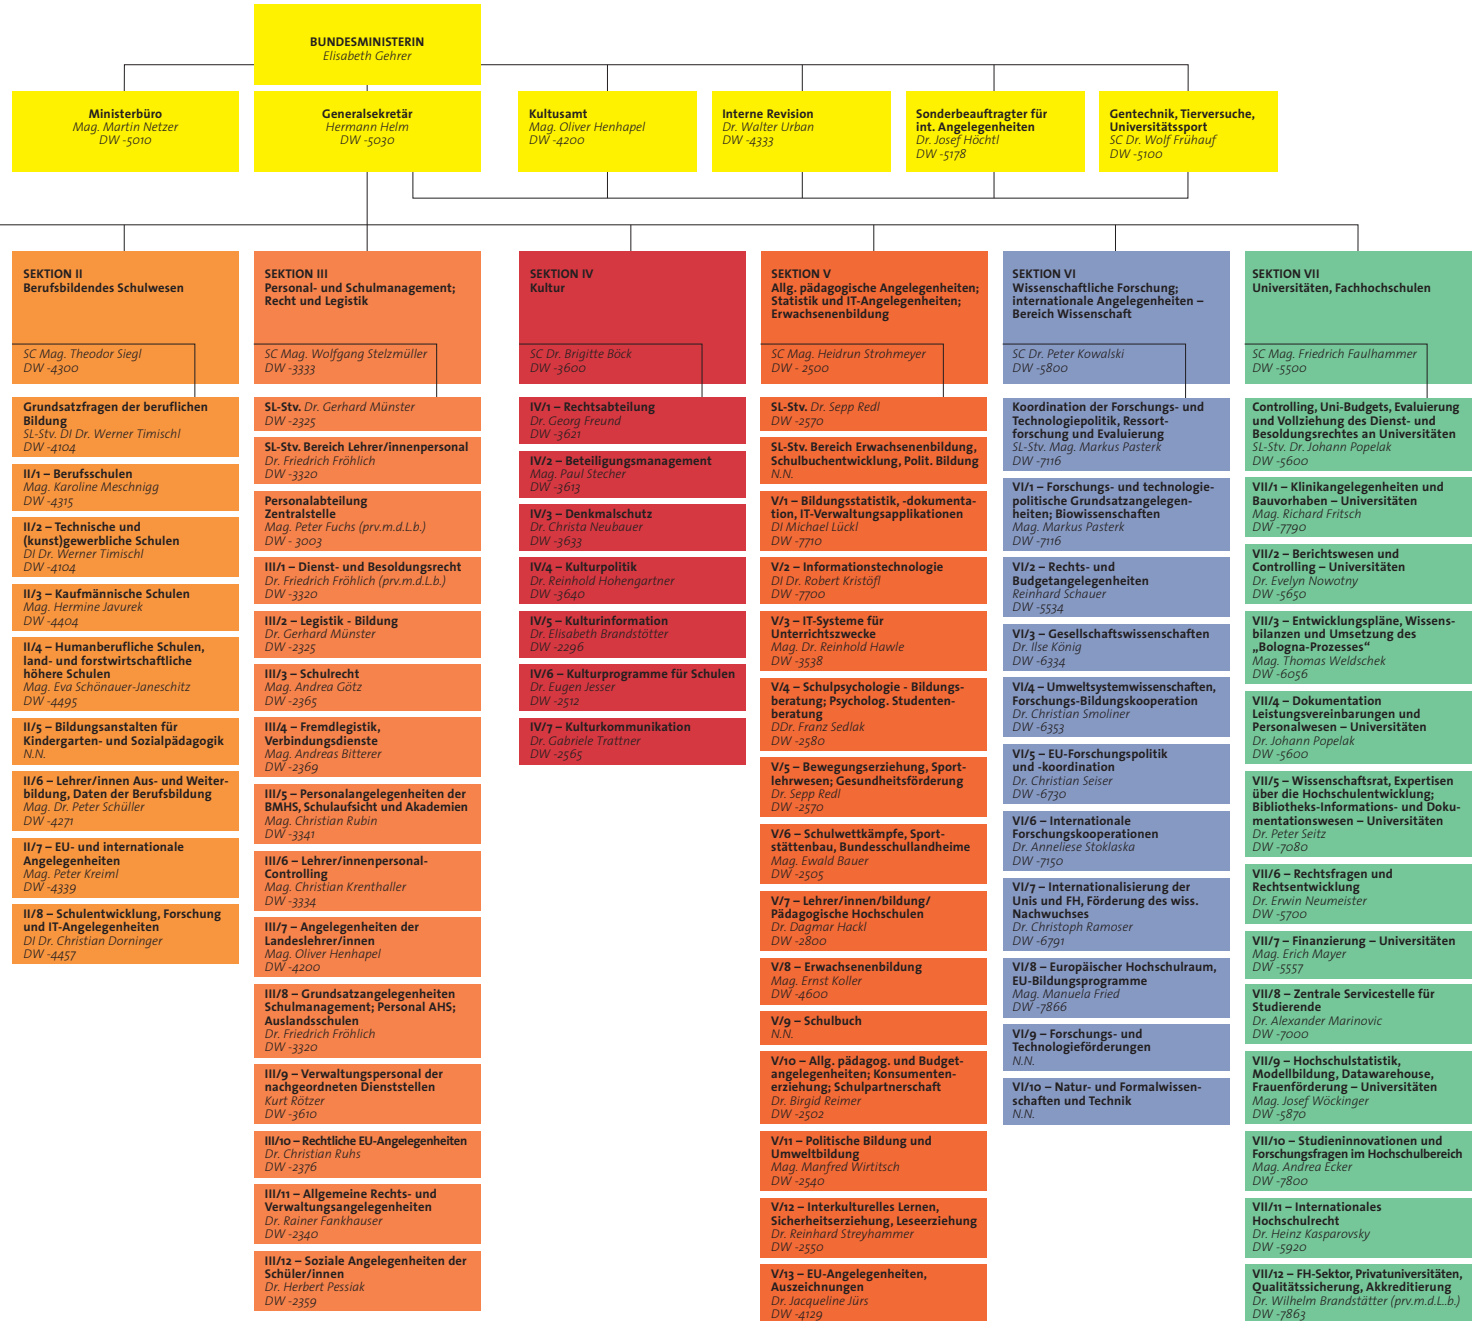 BUNDESMINISTERIN
Elisabeth Gehrer
Ministerbüro
Mag. Martin Netzer
DW -5010
Generalsekretär
Hermann Helm
DW -5030
Kultusamt
Mag. Oliver Henhapel
DW -4200
Interne Revision
Dr. Walter Urban
DW -4333
Sonderbeauftragter für
int. Angelegenheiten
Dr. Josef Höchtl
DW -5178
Gentechnik, Tierversuche,
Universitätssport
SC Dr. Wolf Frühauf
DW -5100
SEKTION II
Berufsbildendes Schulwesen
SC Mag. Theodor Siegl
DW -4300
Grundsatzfragen der beruflichen
Bildung
SL-Stv. DI Dr. Werner Timischl
DW -4104
II/1 – Berufsschulen
Mag. Karoline Meschnigg
DW -4315
II/2 – Technische und
(kunst)gewerbliche Schulen
DI Dr. Werner Timischl
DW -4104
II/3 – Kaufmännische Schulen
Mag. Hermine Javurek
DW -4404
II/4 – Humanberufliche Schulen,
land- und forstwirtschaftliche
höhere Schulen
Mag. Eva Schönauer-Janeschitz
DW -4495
II/5 – Bildungsanstalten für
Kindergarten- und Sozialpädagogik
N.N.
II/6 – Lehrer/innen Aus- und Weiter-
bildung, Daten der Berufsbildung
Mag. Dr. Peter Schüller
DW -4271
II/7 – EU- und internationale
Angelegenheiten
Mag. Peter Kreiml
DW -4339
II/8 – Schulentwicklung, Forschung
und IT-Angelegenheiten
DI Dr. Christian Dorninger
DW -4457
SEKTION III
Personal- und Schulmanagement;
Recht und Legistik
SC Mag. Wolfgang Stelzmüller
DW -3333
SL-Stv. Dr. Gerhard Münster
DW -2325
SL-Stv. Bereich Lehrer/innenpersonal
Dr. Friedrich Fröhlich
DW -3320
Personalabteilung
Zentralstelle
Mag. Peter Fuchs (prv.m.d.L.b.)
DW - 3003
III/1 – Dienst- und Besoldungsrecht
Dr. Friedrich Fröhlich (prv.m.d.L.b.)
DW -3320
III/2 – Legistik - Bildung
Dr. Gerhard Münster
DW -2325
III/3 – Schulrecht
Mag. Andrea Götz
DW -2365
III/4 – Fremdlegistik,
Verbindungsdienste
Mag. Andreas Bitterer
DW -2369
III/5 – Personalangelegenheiten der
BMHS, Schulaufsicht und Akademien
Mag. Christian Rubin
DW -3341
III/6 – Lehrer/innenpersonal-
Controlling
Mag. Christian Krenthaller
DW -3334
III/7 – Angelegenheiten der
Landeslehrer/innen
Mag. Oliver Henhapel
DW -4200
III/8 – Grundsatzangelegenheiten
Schulmanagement; Personal AHS;
Auslandsschulen
Dr. Friedrich Fröhlich
DW -3320
III/9 – Verwaltungspersonal der
nachgeordneten Dienststellen
Kurt Rötzer
DW -3610
III/10 – Rechtliche EU-Angelegenheiten
Dr. Christian Ruhs
DW -2376
III/11 – Allgemeine Rechts- und
Verwaltungsangelegenheiten
Dr. Rainer Fankhauser
DW -2340
III/12 – Soziale Angelegenheiten der
Schüler/innen
Dr. Herbert Pessiak
DW -2359
SEKTION IV
Kultur
SC Dr. Brigitte Böck
DW -3600
IV/1 – Rechtsabteilung
Dr. Georg Freund
DW -3621
IV/2 – Beteiligungsmanagement
Mag. Paul Stecher
DW -3613
IV/3 – Denkmalschutz
Dr. Christa Neubauer
DW -3633
IV/4 – Kulturpolitik
Dr. Reinhold Hohengartner
DW -3640
IV/5 – Kulturinformation
Dr. Elisabeth Brandstötter
DW -2296
IV/6 – Kulturprogramme für Schulen
Dr. Eugen Jesser
DW -2512
IV/7 – Kulturkommunikation
Dr. Gabriele Trattner
DW -2565
SEKTION V
Allg. pädagogische Angelegenheiten;
Statistik und IT-Angelegenheiten;
Erwachsenenbildung
SC Mag. Heidrun Strohmeyer
DW - 2500
SL-Stv. Dr. Sepp Redl
DW -2570
SL-Stv. Bereich Erwachsenenbildung,
Schulbuchentwicklung, Polit. Bildung
N.N.
V/1 – Bildungsstatistik, -dokumenta-
tion, IT-Verwaltungsapplikationen
DI Michael Lückl
DW -7710
V/2 – Informationstechnologie
DI Dr. Robert Kristöfl
DW -7700
V/3 – IT-Systeme für
Unterrichtszwecke
Mag. Dr. Reinhold Hawle
DW -3538
V/4 – Schulpsychologie - Bildungs-
beratung; Psycholog. Studenten-
beratung
DDr. Franz Sedlak
DW -2580
V/5 – Bewegungserziehung, Sport-
lehrwesen; Gesundheitsförderung
Dr. Sepp Redl
DW -2570
V/6 – Schulwettkämpfe, Sport-
stättenbau, Bundesschullandheime
Mag. Ewald Bauer
DW -2505
V/7 – Lehrer/innen/bildung/
Pädagogische Hochschulen
Dr. Dagmar Hackl
DW -2800
V/8 – Erwachsenenbildung
Mag. Ernst Koller
DW -4600
V/9 – Schulbuch
N.N.
V/10 – Allg. pädagog. und Budget-
angelegenheiten; Konsumenten-
erziehung; Schulpartnerschaft
Dr. Birgid Reimer
DW -2502
V/11 – Politische Bildung und
Umweltbildung
Mag. Manfred Wirtitsch
DW -2540
V/12 – Interkulturelles Lernen,
Sicherheitserziehung, Leseerziehung
Dr. Reinhard Streyhammer
DW -2550
V/13 – EU-Angelegenheiten,
Auszeichnungen
Dr. Jacqueline Jürs
DW -4129
SEKTION VI
Wissenschaftliche Forschung;
internationale Angelegenheiten –
Bereich Wissenschaft
SC Dr. Peter Kowalski
DW -5800
Koordination der Forschungs- und
Technologiepolitik, Ressort-
forschung und Evaluierung
SL-Stv. Mag. Markus Pasterk
DW -7116
VI/1 – Forschungs- und technologie-
politische Grundsatzangelegen-
heiten; Biowissenschaften
Mag. Markus Pasterk
DW -7116
VI/2 – Rechts- und
Budgetangelegenheiten
Reinhard Schauer
DW -5534
VI/3 – Gesellschaftswissenschaften
Dr. Ilse König
DW -6334
VI/4 – Umweltsystemwissenschaften,
Forschungs-Bildungskooperation
Dr. Christian Smoliner
DW -6353
VI/5 – EU-Forschungspolitik
und -koordination
Dr. Christian Seiser
DW -6730
VI/6 – Internationale
Forschungskooperationen
Dr. Anneliese Stoklaska
DW -7150
VI/7 – Internationalisierung der
Unis und FH, Förderung des wiss.
Nachwuchses
Dr. Christoph Ramoser
DW -6791
VI/8 – Europäischer Hochschulraum,
EU-Bildungsprogramme
Mag. Manuela Fried
DW -7866
VI/9 – Forschungs- und
Technologieförderungen
N.N.
VI/10 – Natur- und Formalwissen-
schaften und Technik
N.N.
SEKTION VII
Universitäten, Fachhochschulen
SC Mag. Friedrich Faulhammer
DW -5500
Controlling, Uni-Budgets, Evaluierung
und Vollziehung des Dienst- und
Besoldungsrechtes an Universitäten
SL-Stv. Dr. Johann Popelak
DW -5600
VII/1 – Klinikangelegenheiten und
Bauvorhaben – Universitäten
Mag. Richard Fritsch
DW -7790
VII/2 – Berichtswesen und
Controlling – Universitäten
Dr. Evelyn Nowotny
DW -5650
VII/3 – Entwicklungspläne, Wissens-
bilanzen und Umsetzung des
„Bologna-Prozesses“
Mag. Thomas Weldschek
DW -6056
VII/4 – Dokumentation
Leistungsvereinbarungen und
Personalwesen – Universitäten
Dr. Johann Popelak
DW -5600
VII/5 – Wissenschaftsrat, Expertisen
über die Hochschulentwicklung;
Bibliotheks-Informations- und Doku-
mentationswesen – Universitäten
Dr. Peter Seitz
DW -7080
VII/6 – Rechtsfragen und
Rechtsentwicklung
Dr. Erwin Neumeister
DW -5700
VII/7 – Finanzierung – Universitäten
Mag. Erich Mayer
DW -5557
VII/8 – Zentrale Servicestelle für
Studierende
Dr. Alexander Marinovic
DW -7000
VII/9 – Hochschulstatistik,
Modellbildung, Datawarehouse,
Frauenförderung – Universitäten
Mag. Josef Wöckinger
DW -5870
VII/10 – Studieninnovationen und
Forschungsfragen im Hochschulbereich
Mag. Andrea Ecker
DW -7800
VII/11 – Internationales
Hochschulrecht
Dr. Heinz Kasparovsky
DW -5920
VII/12 – FH-Sektor, Privatuniversitäten,
Qualitätssicherung, Akkreditierung
Dr. Wilhelm Brandstätter (prv.m.d.L.b.)
DW -7863